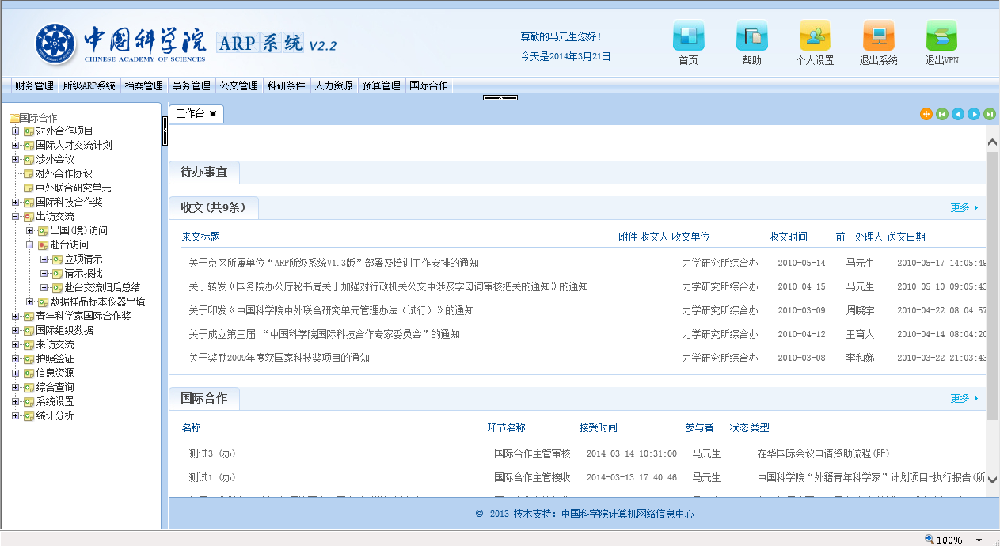 中国科学院 ARP 系统 V2.2
CHINESE ACADEMY OF SCIENCES
尊敬的马元生您好!
今天是2014年3月21日
首页 帮助 个人设置 退出系统 退出VPN
财务管理 所级ARP系统 档案管理 事务管理 公文管理 科研条件 人力资源 预算管理 国际合作
国际合作
对外合作项目
国际人才交流计划
涉外会议
对外合作协议
中外联合研究单元
国际科技合作奖
出访交流
出国(境)访问
赴台访问
立项请示
请示报批
赴台交流归后总结
数据样品标本仪器出境
青年科学家国际合作奖
国际组织数据
来访交流
护照签证
信息资源
综合查询
系统设置
统计分析
工作台 ×
待办事宜
收文(共9条) 更多
来文标题 附件 收文人 收文单位 收文时间 前一处理人 送交日期
关于京区所属单位“ARP所级系统V1.3版”部署及培训工作安排的通知 力学研究所综合办 2010-05-14 马元生 2010-05-17 14:05:49
关于转发《国务院办公厅秘书局关于加强对行政机关公文中涉及字母词审核把关的通知》的通知 力学研究所综合办 2010-04-15 马元生 2010-05-10 09:05:43
关于印发《中国科学院中外联合研究单元管理办法（试行）》的通知 力学研究所综合办 2010-03-09 周晓宇 2010-04-22 08:04:57
关于成立第三届 “中国科学院国际科技合作专家委员会”的通知 力学研究所综合办 2010-04-12 王育人 2010-04-14 08:04:20
关于奖励2009年度获国家科技奖项目的通知 力学研究所综合办 2010-03-08 李和娣 2010-03-22 21:03:43
国际合作 更多
名称 环节名称 接受时间 参与者 状态 类型
测试3 (办) 国际合作主管审核 2014-03-14 10:31:00 马元生 在华国际会议申请资助流程(所)
测试1 (办) 国际合作主管接收 2014-03-13 17:40:46 马元生 中国科学院“外籍青年科学家”计划项目-执行报告(所
© 2013 技术支持: 中国科学院计算机网络信息中心
100%